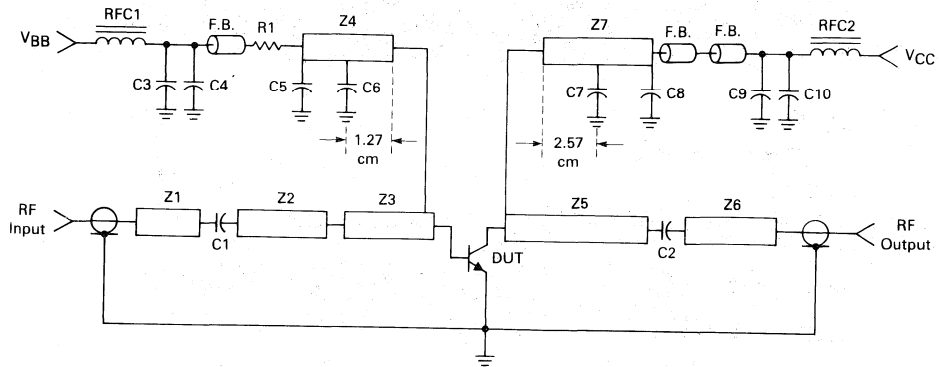 RFC1
F.B.
R1
Z4
Z7
F.B.
F.B.
RFC2
VBB
VCC
C3
C4
C5
C6
C7
C8
C9
C10
1.27
cm
2.57
cm
RF
Input
Z1
C1
Z2
Z3
DUT
Z5
C2
Z6
RF
Output